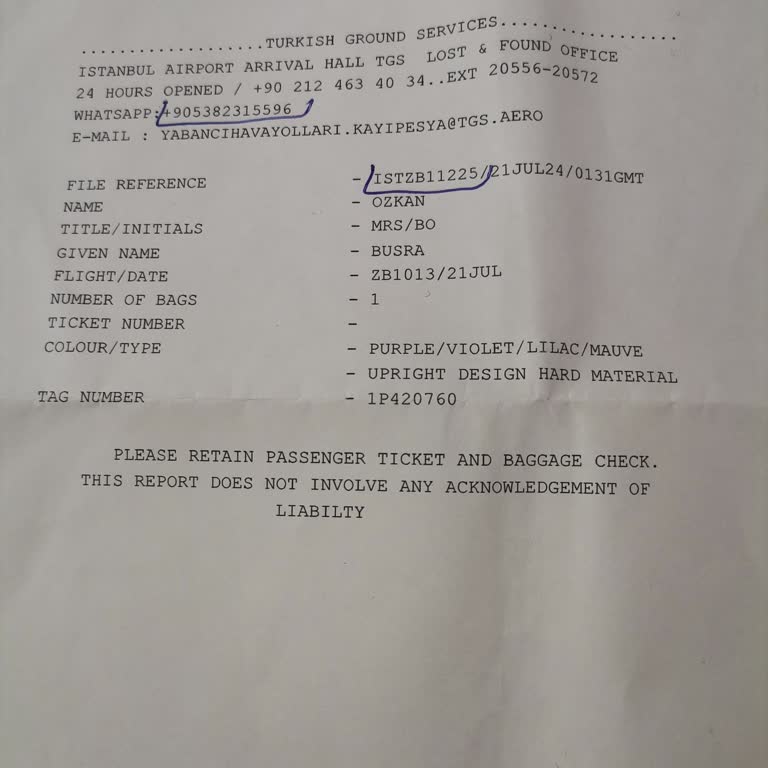 ...................TURKISH GROUND SERVICES...................
ISTANBUL AIRPORT ARRIVAL HALL TGS LOST & FOUND OFFICE
24 HOURS OPENED / +90 212 463 40 34..EXT 20556-20572
WHATSAPP:+905382315596
E-MAIL : YABANCIHAVAYOLLARI.KAYIPESYA@TGS.AERO
FILE REFERENCE - ISTZB11225/21JUL24/0131GMT
NAME - OZKAN
TITLE/INITIALS - MRS/BO
GIVEN NAME - BUSRA
FLIGHT/DATE - ZB1013/21JUL
NUMBER OF BAGS - 1
TICKET NUMBER -
COLOUR/TYPE - PURPLE/VIOLET/LILAC/MAUVE
- UPRIGHT DESIGN HARD MATERIAL
TAG NUMBER - 1P420760
PLEASE RETAIN PASSENGER TICKET AND BAGGAGE CHECK.
THIS REPORT DOES NOT INVOLVE ANY ACKNOWLEDGEMENT OF
LIABILTY